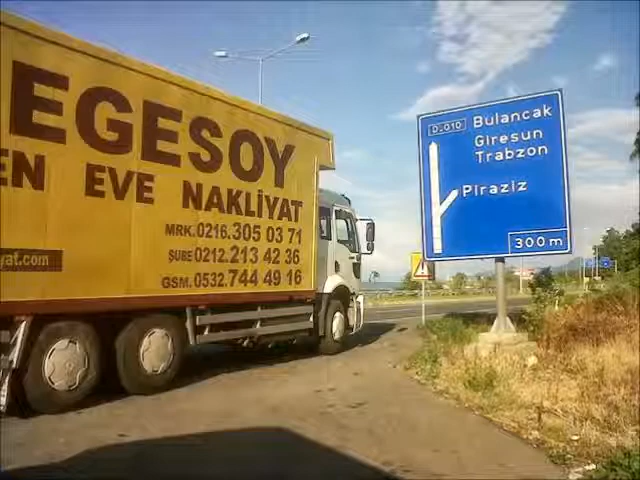 EGESOY
EN EVE NAKLİYAT
MRK.0216.305 03 71
ŞUBE 0212.213 42 36
GSM.0532.744 49 16
yat.com
D-010
Bulancak
Giresun
Trabzon
Piraziz
300m